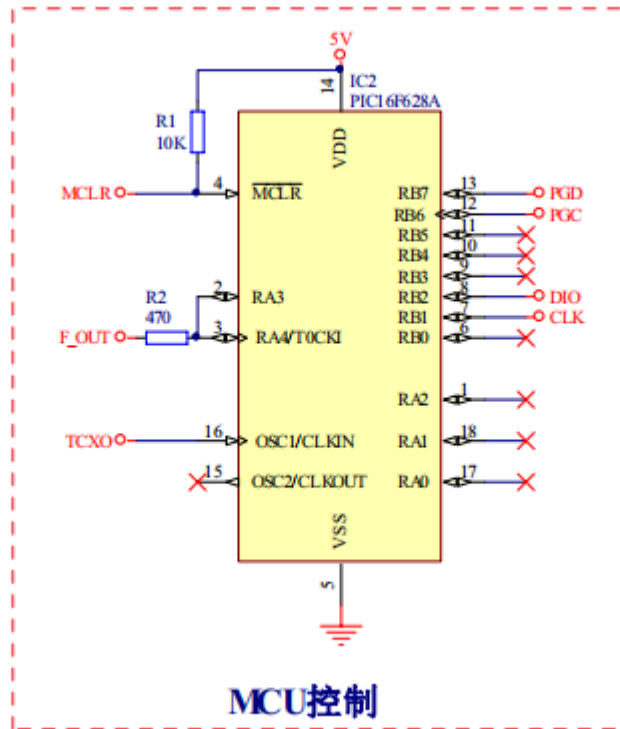 5V
IC2
PIC16F628A
14
VDD
R1
10K
MCLR
4
MCLR
RB7
13
PGD
RB6
12
PGC
RB5
11
RB4
10
RB3
9
RB2
8
DIO
RB1
7
CLK
RB0
6
2
RA3
R2
470
F_OUT
3
RA4/T0CKI
RA2
1
TCXO
16
OSC1/CLKIN
RA1
18
15
OSC2/CLKOUT
RA0
17
VSS
5
MCU控制